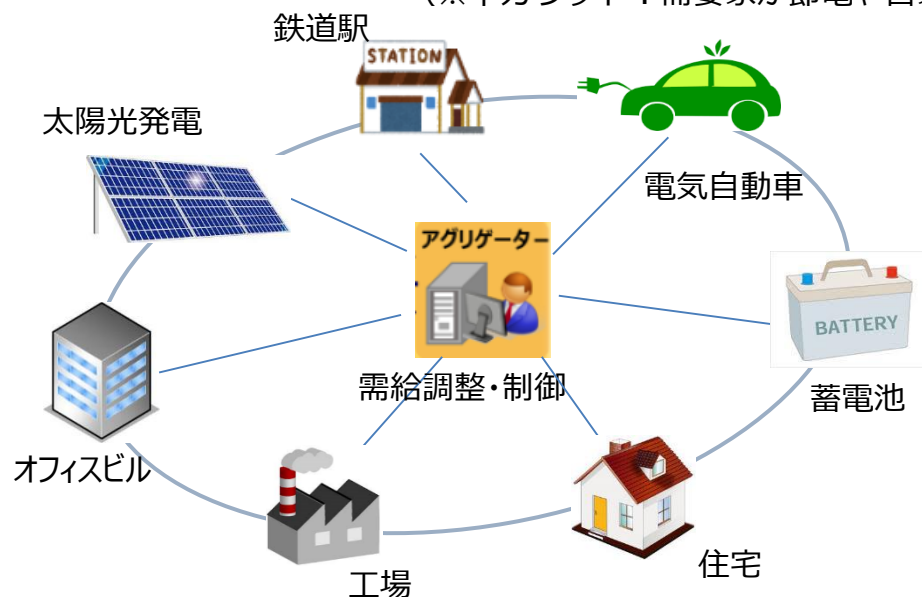 鉄道駅
STATION
太陽光発電
電気自動車
アグリゲーター
BATTERY
需給調整・制御
蓄電池
オフィスビル
住宅
工場